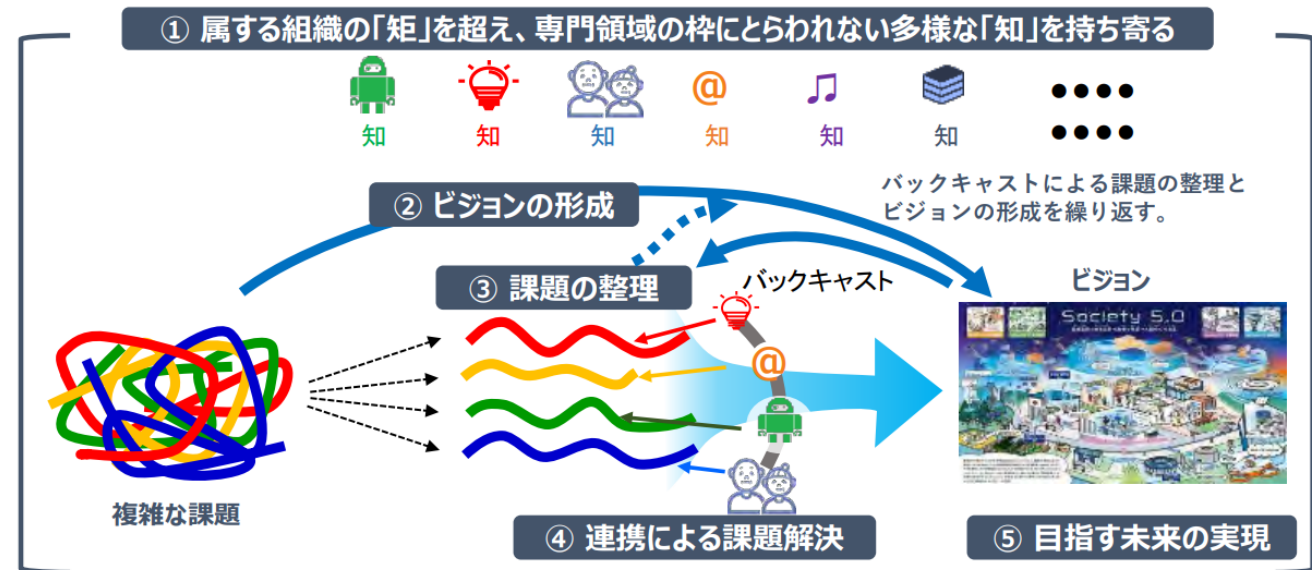 ① 属する組織の「矩」を超え、専門領域の枠にとらわれない多様な「知」を持ち寄る
@
知 知 知 知 知 知
② ビジョンの形成
バックキャストによる課題の整理と
ビジョンの形成を繰り返す。
③ 課題の整理
バックキャスト
ビジョン
Society 5.0
@
複雑な課題
④ 連携による課題解決
⑤ 目指す未来の実現